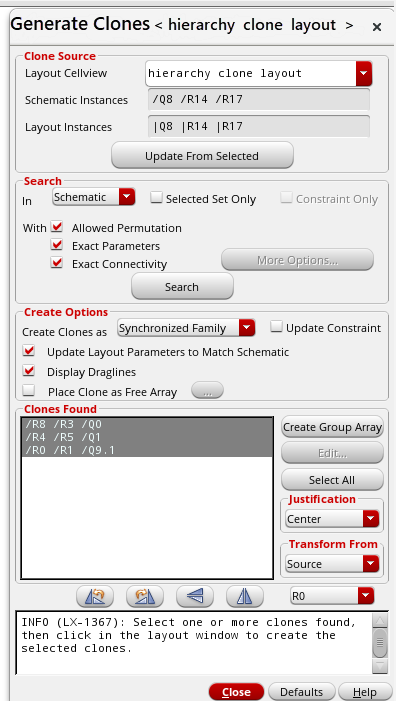 Generate Clones < hierarchy clone layout >
Clone Source
Layout Cellview hierarchy clone layout
Schematic Instances /Q8 /R14 /R17
Layout Instances |Q8 |R14 |R17
Update From Selected
Search
In Schematic Selected Set Only Constraint Only
With Allowed Permutation
Exact Parameters
More Options...
Exact Connectivity
Search
Create Options
Create Clones as Synchronized Family Update Constraint
Update Layout Parameters to Match Schematic
Display Draglines
Place Clone as Free Array ...
Clones Found
/R8 /R3 /Q0
/R4 /R5 /Q1
/R0 /R1 /Q9.1
Create Group Array
Edit...
Select All
Justification
Center
Transform From
Source
R0
INFO (LX-1367): Select one or more clones found,
then click in the layout window to create the
selected clones.
Close Defaults Help